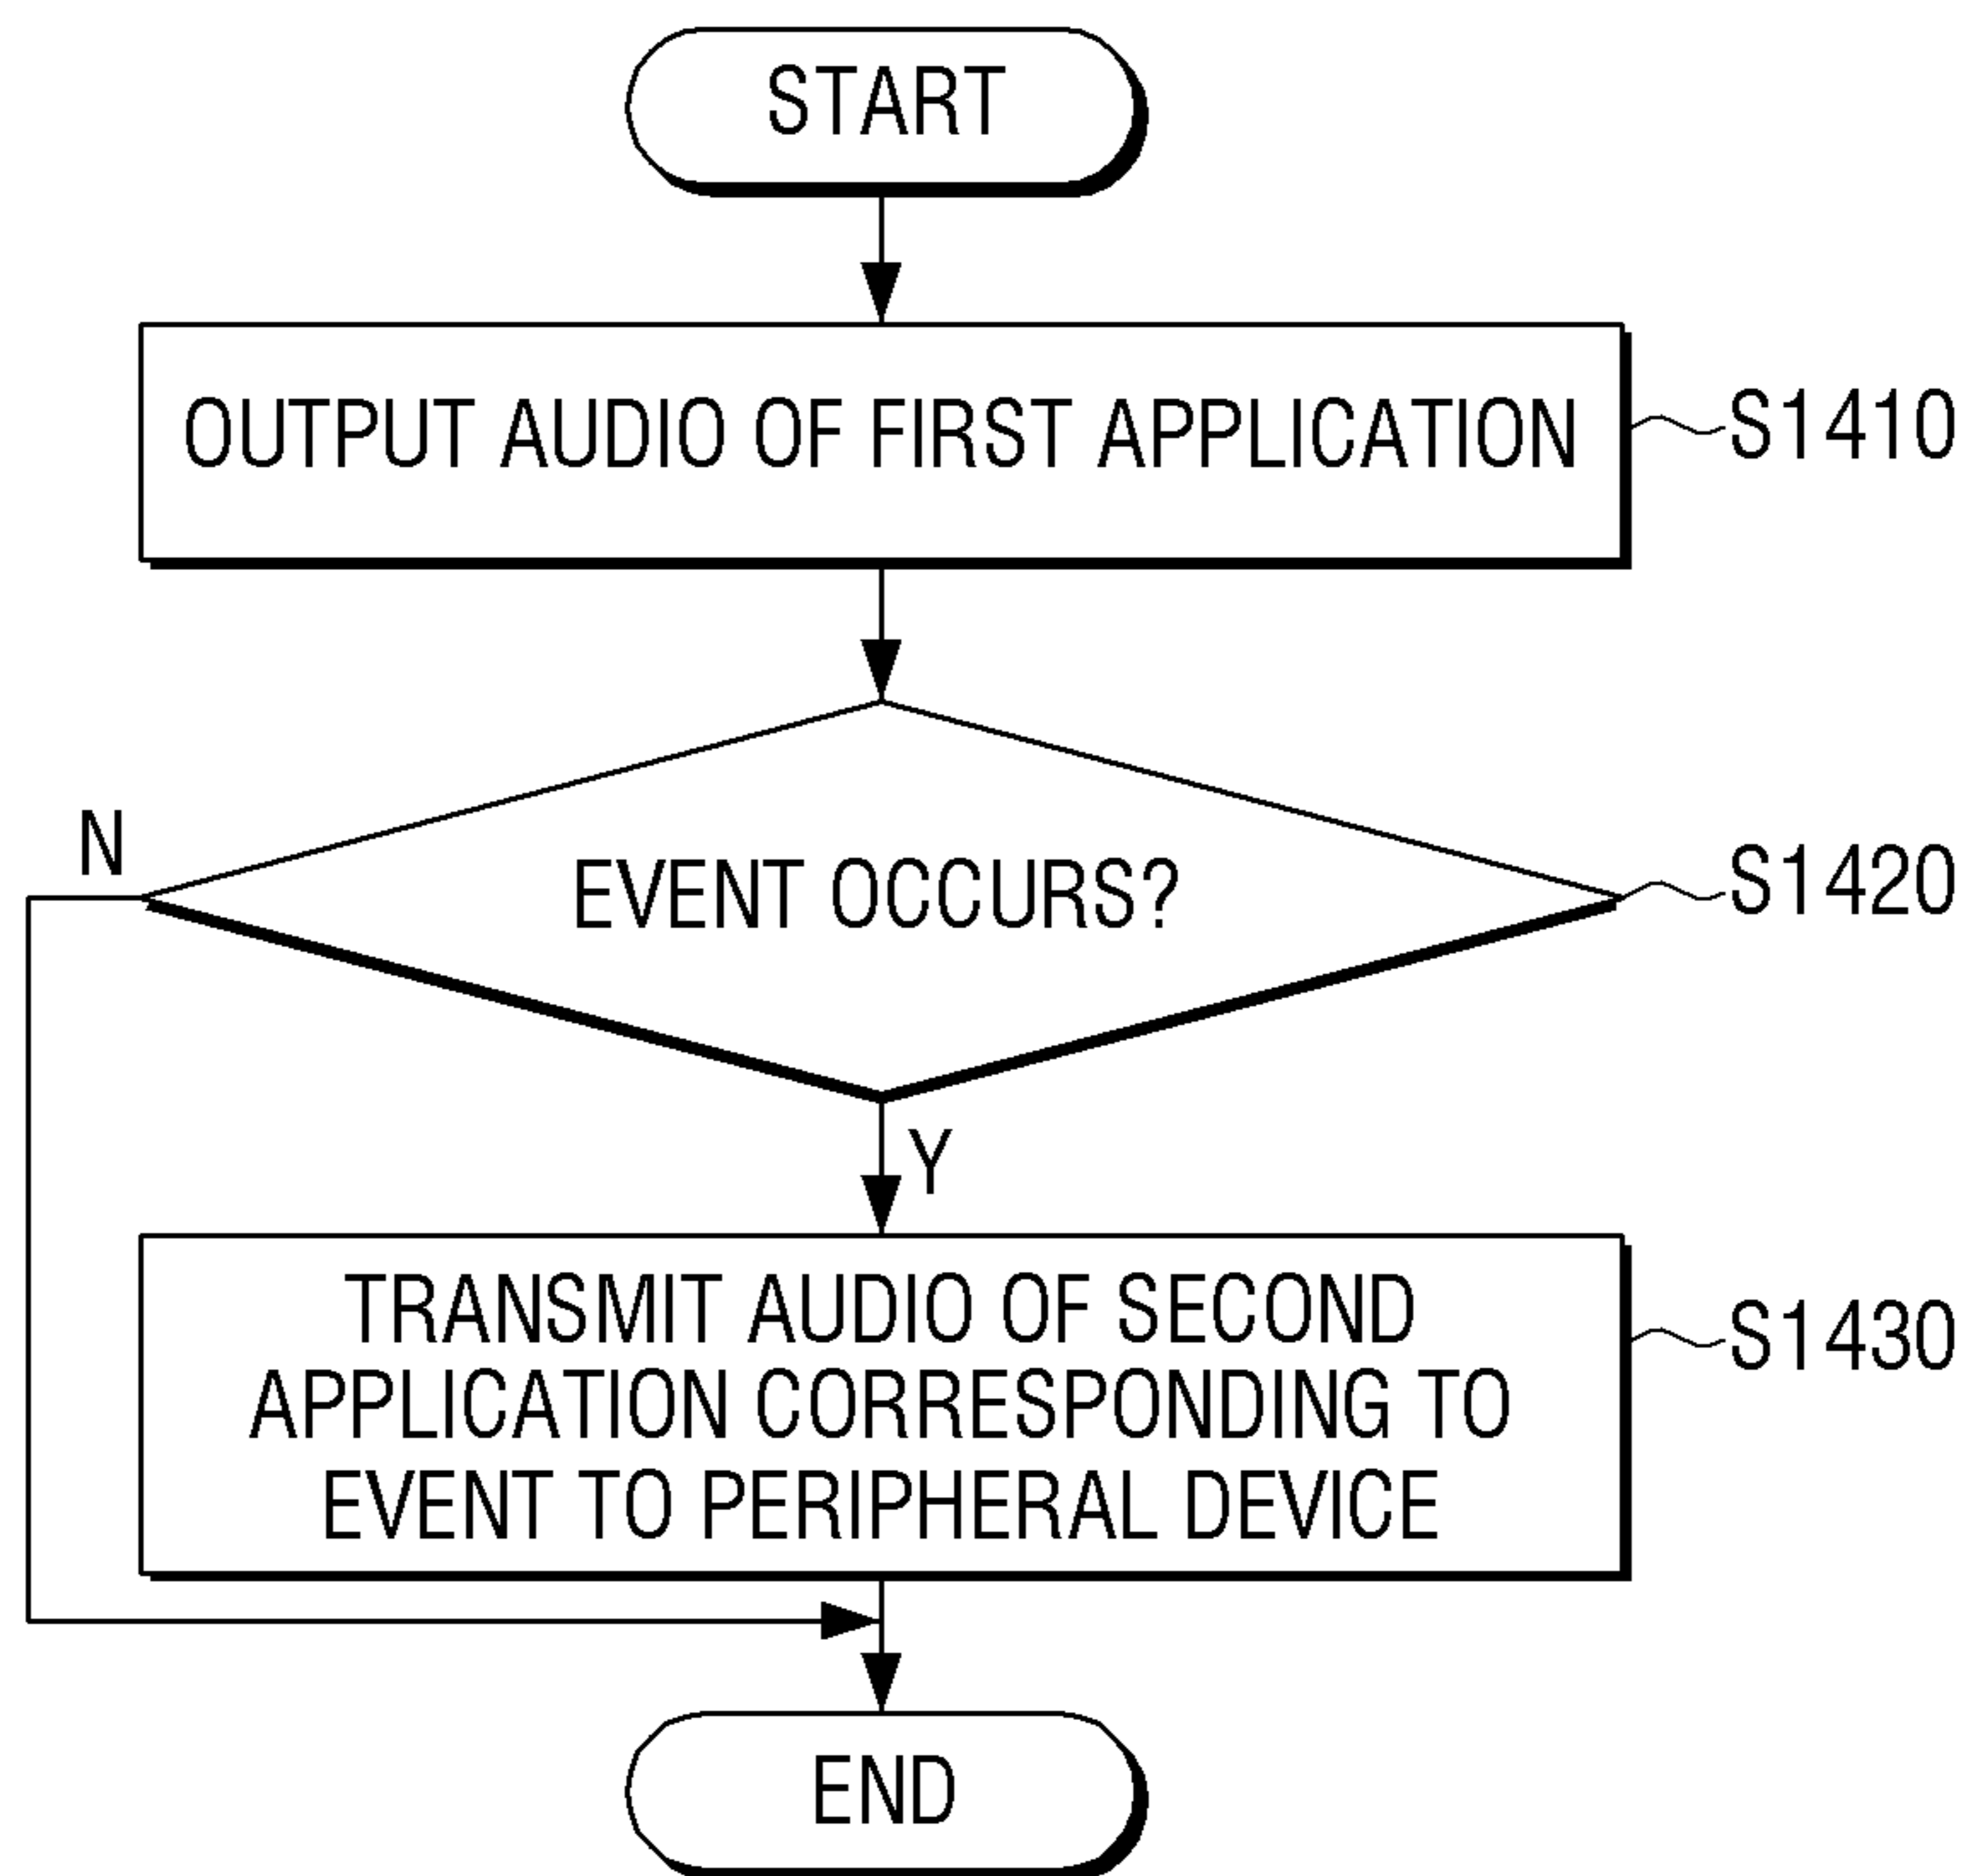 START
OUTPUT AUDIO OF FIRST APPLICATION
S1410
N
EVENT OCCURS?
S1420
Y
TRANSMIT AUDIO OF SECOND
APPLICATION CORRESPONDING TO
EVENT TO PERIPHERAL DEVICE
S1430
END